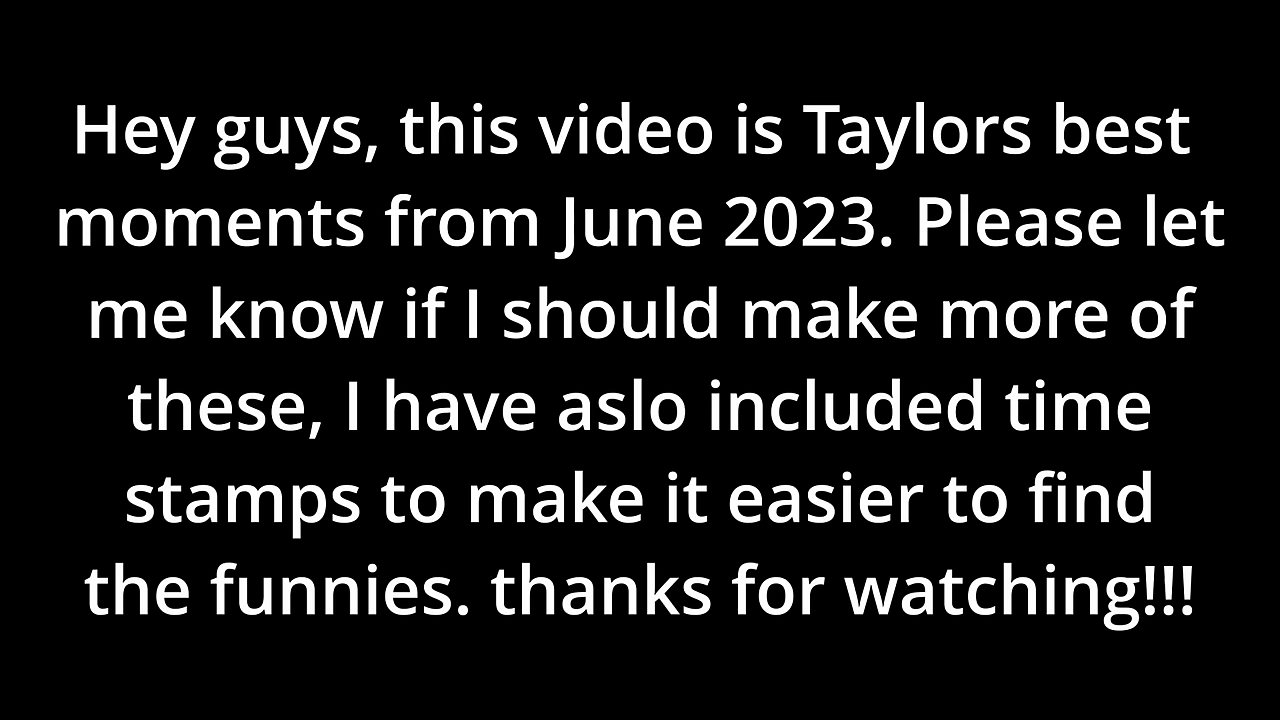 Hey guys, this video is Taylors best
moments from June 2023. Please let
me know if I should make more of
these, I have aslo included time
stamps to make it easier to find
the funnies. thanks for watching!!!